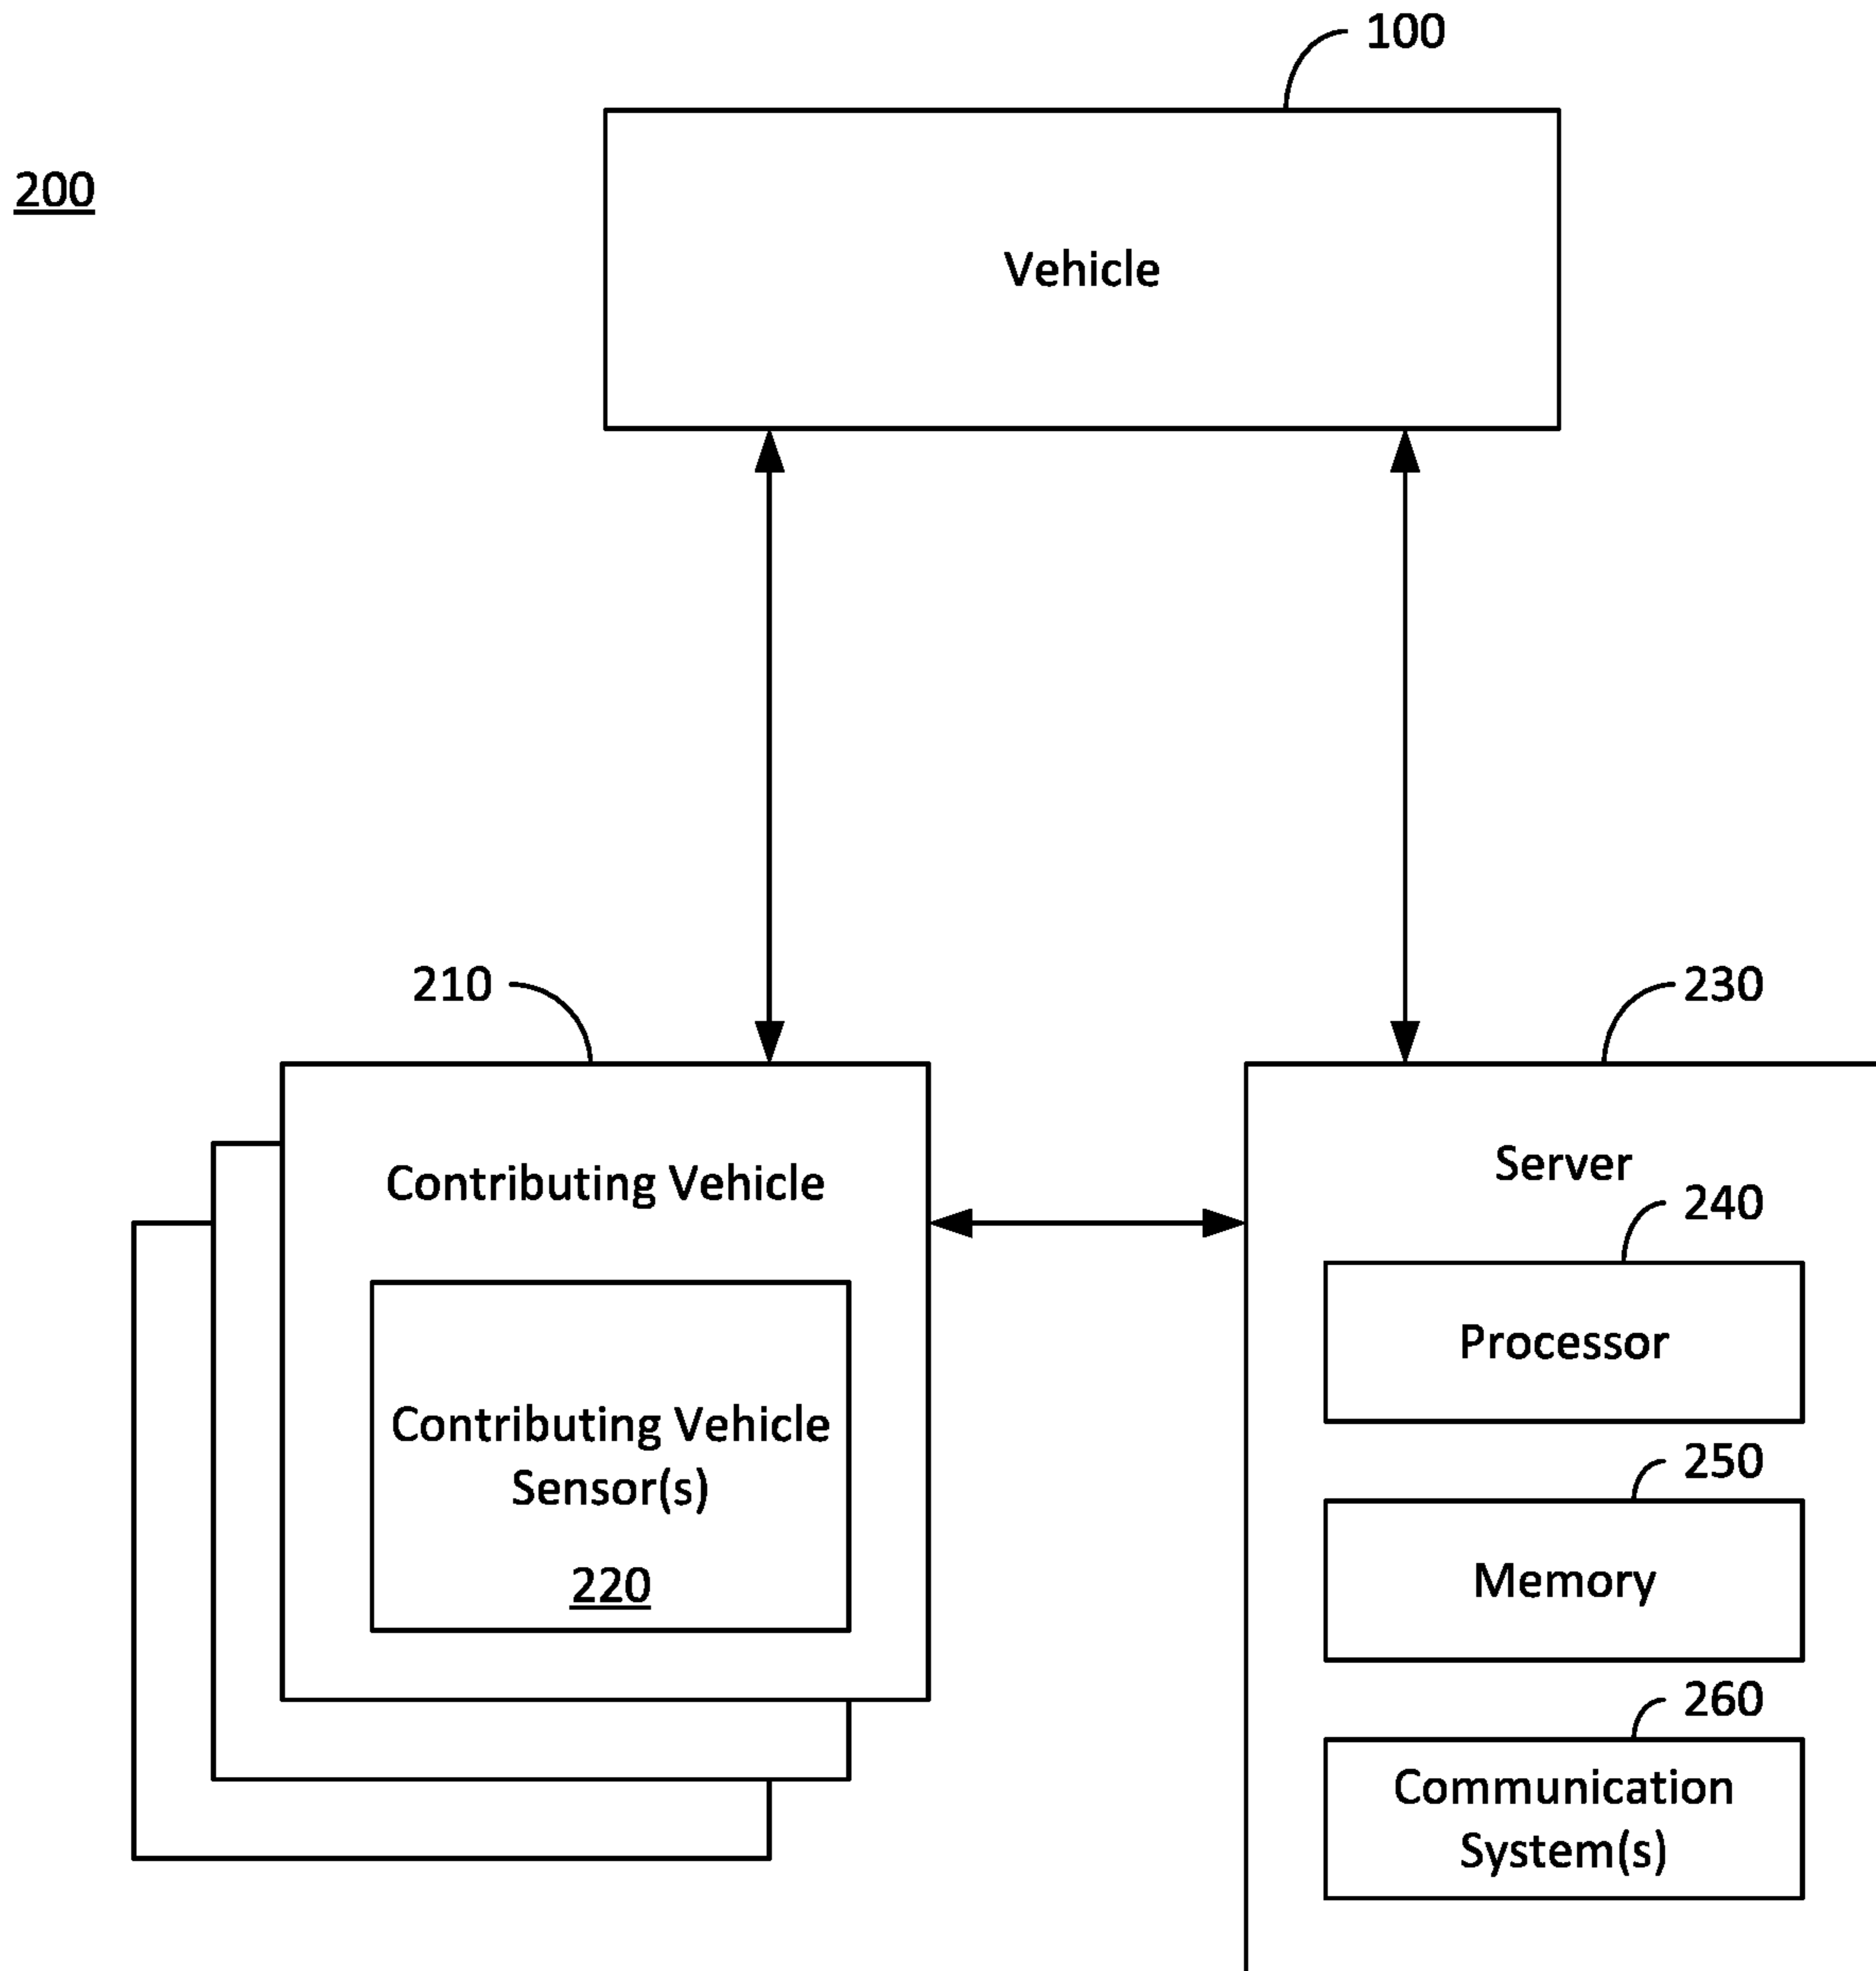 100
200
Vehicle
210
230
Contributing Vehicle
Server
240
Processor
Contributing Vehicle
Sensor(s)
220
250
Memory
260
Communication
System(s)